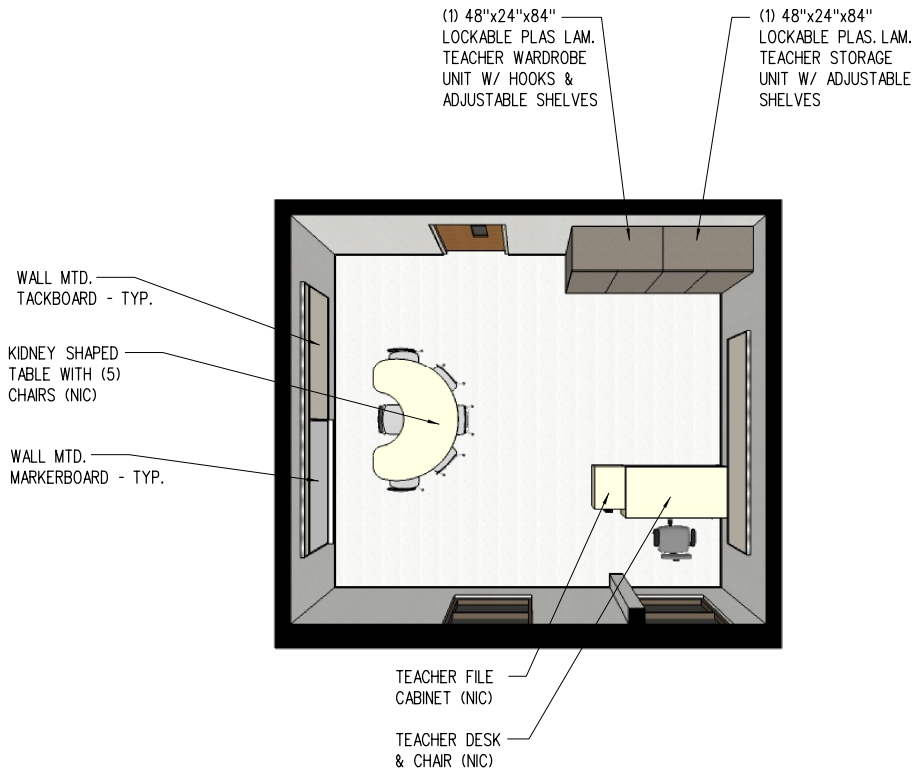 (1) 48"x24"x84"
LOCKABLE PLAS LAM.
TEACHER WARDROBE
UNIT W/ HOOKS &
ADJUSTABLE SHELVES
(1) 48"x24"x84"
LOCKABLE PLAS. LAM.
TEACHER STORAGE
UNIT W/ ADJUSTABLE
SHELVES
WALL MTD.
TACKBOARD - TYP.
KIDNEY SHAPED
TABLE WITH (5)
CHAIRS (NIC)
WALL MTD.
MARKERBOARD - TYP.
TEACHER FILE
CABINET (NIC)
TEACHER DESK
& CHAIR (NIC)